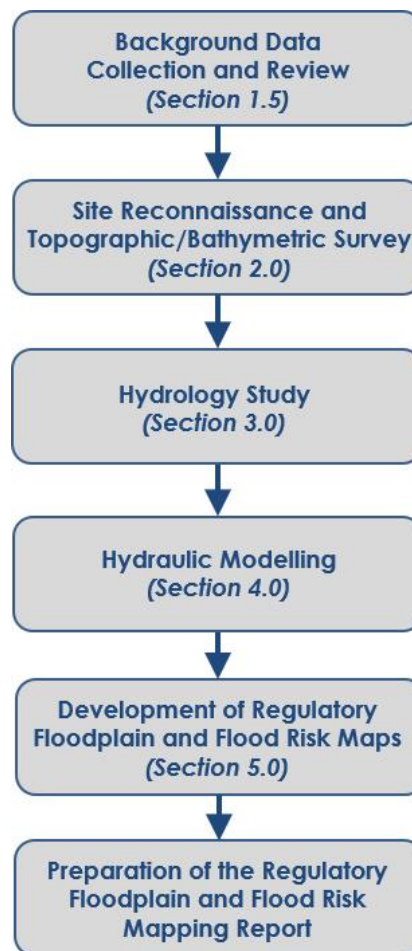 Background Data
Collection and Review
(Section 1.5)
Site Reconnaissance and
Topographic/Bathymetric Survey
(Section 2.0)
Hydrology Study
(Section 3.0)
Hydraulic Modelling
(Section 4.0)
Development of Regulatory
Floodplain and Flood Risk Maps
(Section 5.0)
Preparation of the Regulatory
Floodplain and Flood Risk
Mapping Report